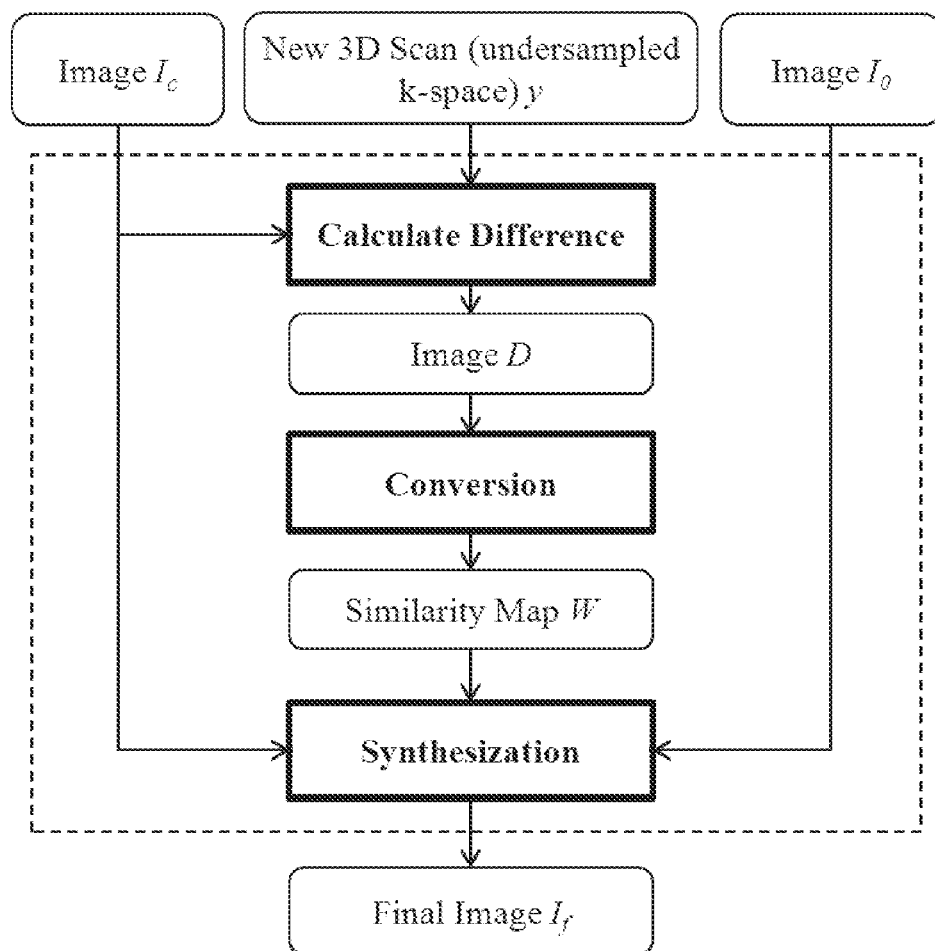 Image I_c
New 3D Scan (undersampled
k-space) y
Image I_0
Calculate Difference
Image D
Conversion
Similarity Map W
Synthesization
Final Image I_f